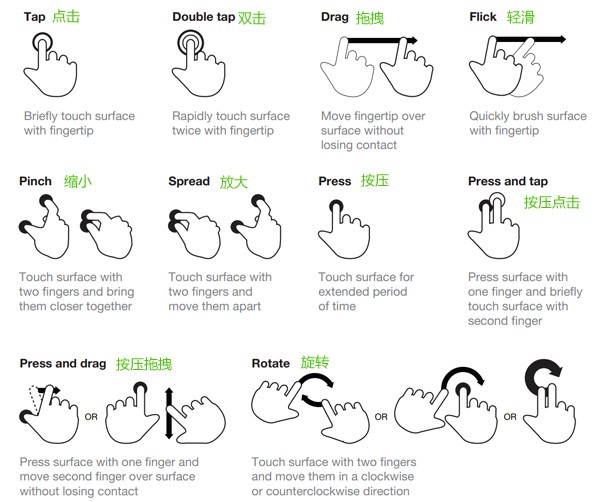 Tap 点击
Double tap 双击
Drag 拖拽
Flick 轻滑
Briefly touch surface
with fingertip
Rapidly touch surface
twice with fingertip
Move fingertip over
surface without
losing contact
Quickly brush surface
with fingertip
Pinch 缩小
Spread 放大
Press 按压
Press and tap
按压点击
Touch surface with
two fingers and bring
them closer together
Touch surface with
two fingers and
move them apart
Touch surface for
extended period
of time
Press surface with
one finger and briefly
touch surface with
second finger
Press and drag 按压拖拽
Rotate 旋转
OR
OR
OR
Press surface with one finger and
move second finger over surface
without losing contact
Touch surface with two fingers
and move them in a clockwise
or counterclockwise direction